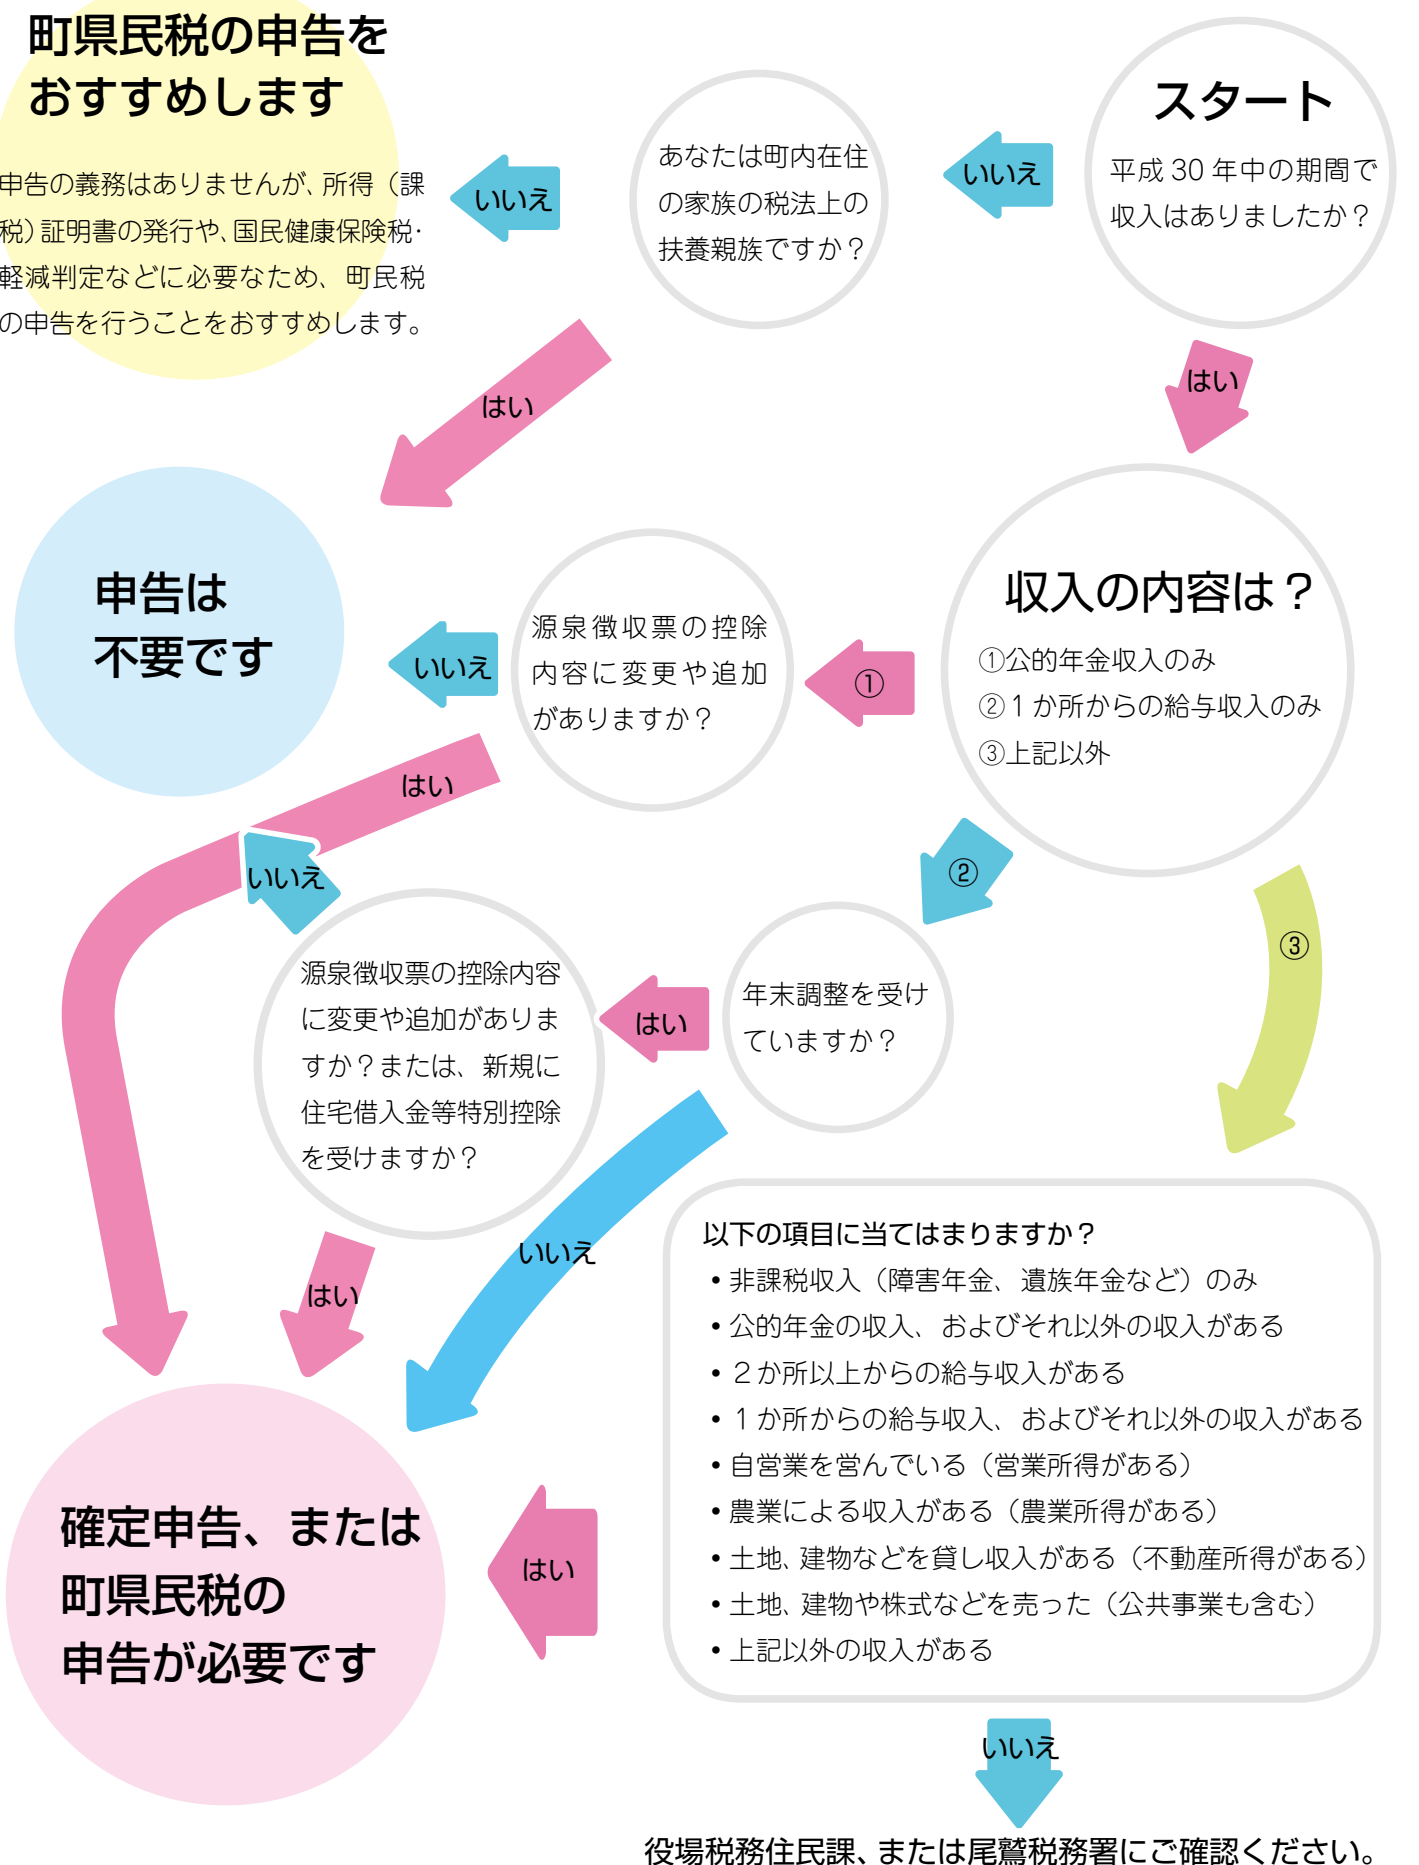 スタート
平成 30 年中の期間で
収入はありましたか？
いいえ
あなたは町内在住
の家族の税法上の
扶養親族ですか？
いいえ
町県民税の申告を
おすすめします
申告の義務はありませんが、所得（課
税）証明書の発行や、国民健康保険税・
軽減判定などに必要なため、町民税
の申告を行うことをおすすめします。
はい
はい
申告は
不要です
収入の内容は？
①公的年金収入のみ
②１か所からの給与収入のみ
③上記以外
①
源泉徴収票の控除
内容に変更や追加
がありますか？
いいえ
はい
②
③
年末調整を受け
ていますか？
はい
源泉徴収票の控除内容
に変更や追加がありま
すか？または、新規に
住宅借入金等特別控除
を受けますか？
いいえ
はい
いいえ
以下の項目に当てはまりますか？
•非課税収入（障害年金、遺族年金など）のみ
•公的年金の収入、およびそれ以外の収入がある
•２か所以上からの給与収入がある
•１か所からの給与収入、およびそれ以外の収入がある
•自営業を営んでいる（営業所得がある）
•農業による収入がある（農業所得がある）
•土地、建物などを貸し収入がある（不動産所得がある）
•土地、建物や株式などを売った（公共事業も含む）
•上記以外の収入がある
はい
確定申告、または
町県民税の
申告が必要です
いいえ
役場税務住民課、または尾鷲税務署にご確認ください。